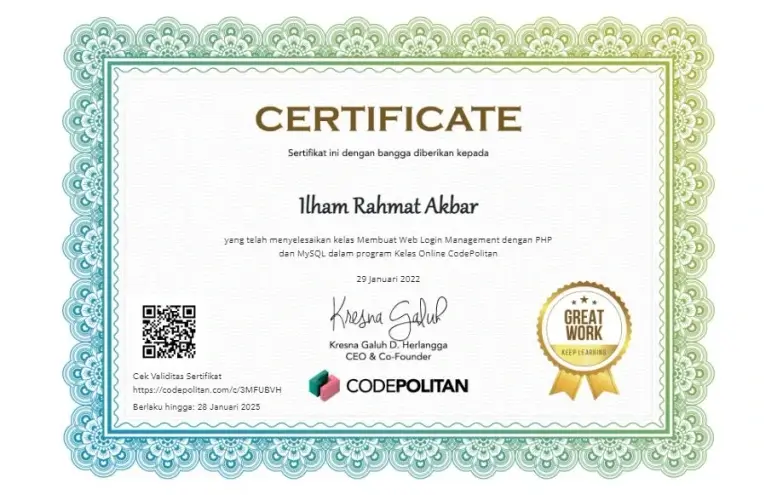 CERTIFICATE
Sertifikat ini dengan bangga diberikan kepada
Ilham Rahmat Akbar
yang telah menyelesaikan kelas Membuat Web Login Management dengan PHP
dan MySQL dalam program Kelas Online CodePolitan
29 Januari 2022
Kresna Galuh
Kresna Galuh D. Herlangga
CEO & Co-Founder
CODEPOLITAN
GREAT
WORK
KEEP LEARNING
Cek Validitas Sertifikat
https://codepolitan.com/c/3MFUBVH
Berlaku hingga: 28 Januari 2025